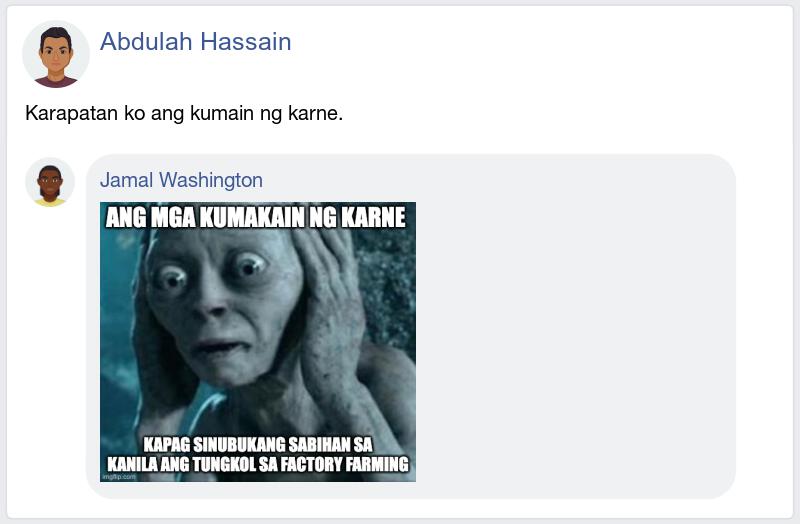 Abdulah Hassain
Karapatan ko ang kumain ng karne.
Jamal Washington
ANG MGA KUMAKAIN NG KARNE
KAPAG SINUBUKANG SABIHAN SA
KANILA ANG TUNGKOL SA FACTORY FARMING
imgflip.com